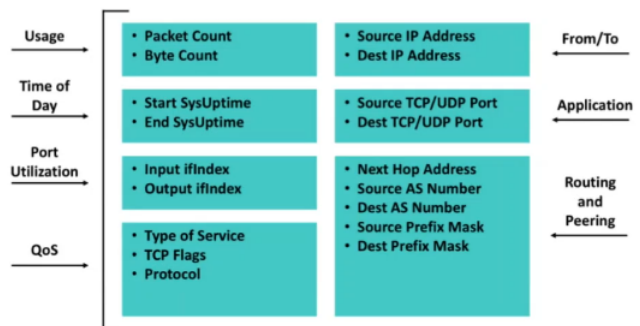 Usage
• Packet Count
• Byte Count
• Source IP Address
• Dest IP Address
From/To
Time of
Day
• Start SysUptime
• End SysUptime
• Source TCP/UDP Port
• Dest TCP/UDP Port
Application
Port
Utilization
• Input ifIndex
• Output ifIndex
• Next Hop Address
• Source AS Number
• Dest AS Number
• Source Prefix Mask
• Dest Prefix Mask
Routing
and
Peering
QoS
• Type of Service
• TCP Flags
• Protocol